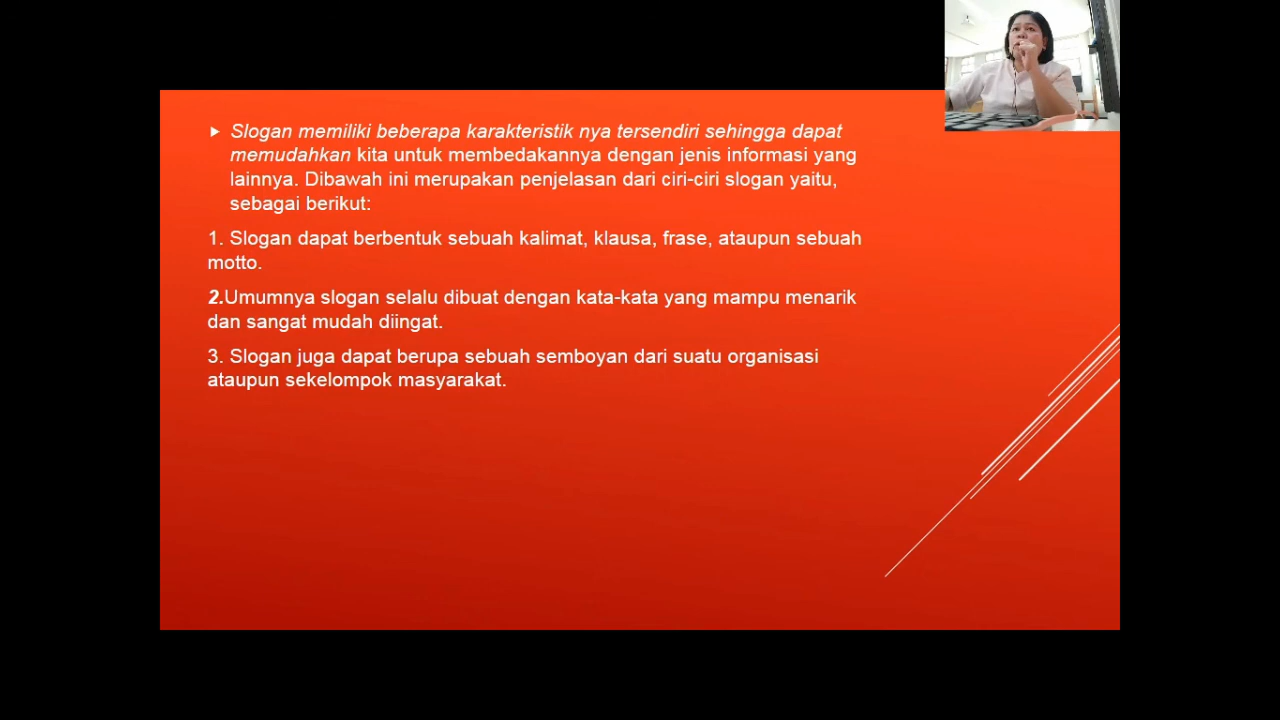 Slogan memiliki beberapa karakteristik nya tersendiri sehingga dapat
memudahkan kita untuk membedakannya dengan jenis informasi yang
lainnya. Dibawah ini merupakan penjelasan dari ciri-ciri slogan yaitu,
sebagai berikut:
1. Slogan dapat berbentuk sebuah kalimat, klausa, frase, ataupun sebuah
motto.
2.Umumnya slogan selalu dibuat dengan kata-kata yang mampu menarik
dan sangat mudah diingat.
3. Slogan juga dapat berupa sebuah semboyan dari suatu organisasi
ataupun sekelompok masyarakat.